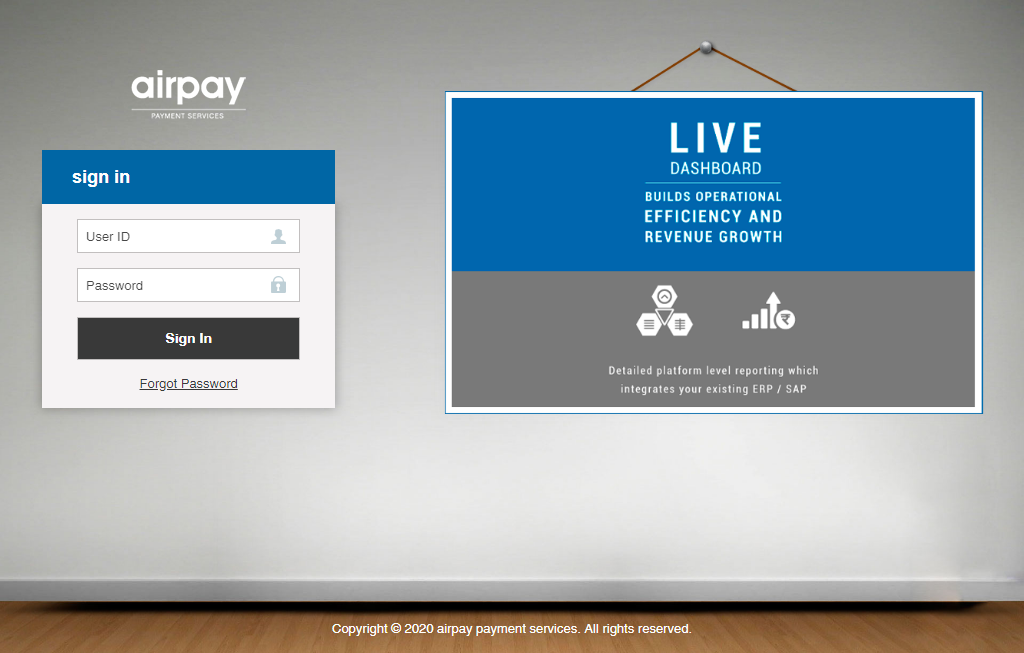 airpay
PAYMENT SERVICES
sign in
User ID
Password
Sign In
Forgot Password
LIVE
DASHBOARD
BUILDS OPERATIONAL
EFFICIENCY AND
REVENUE GROWTH
₹
Detailed platform level reporting which
integrates your existing ERP / SAP
Copyright © 2020 airpay payment services. All rights reserved.